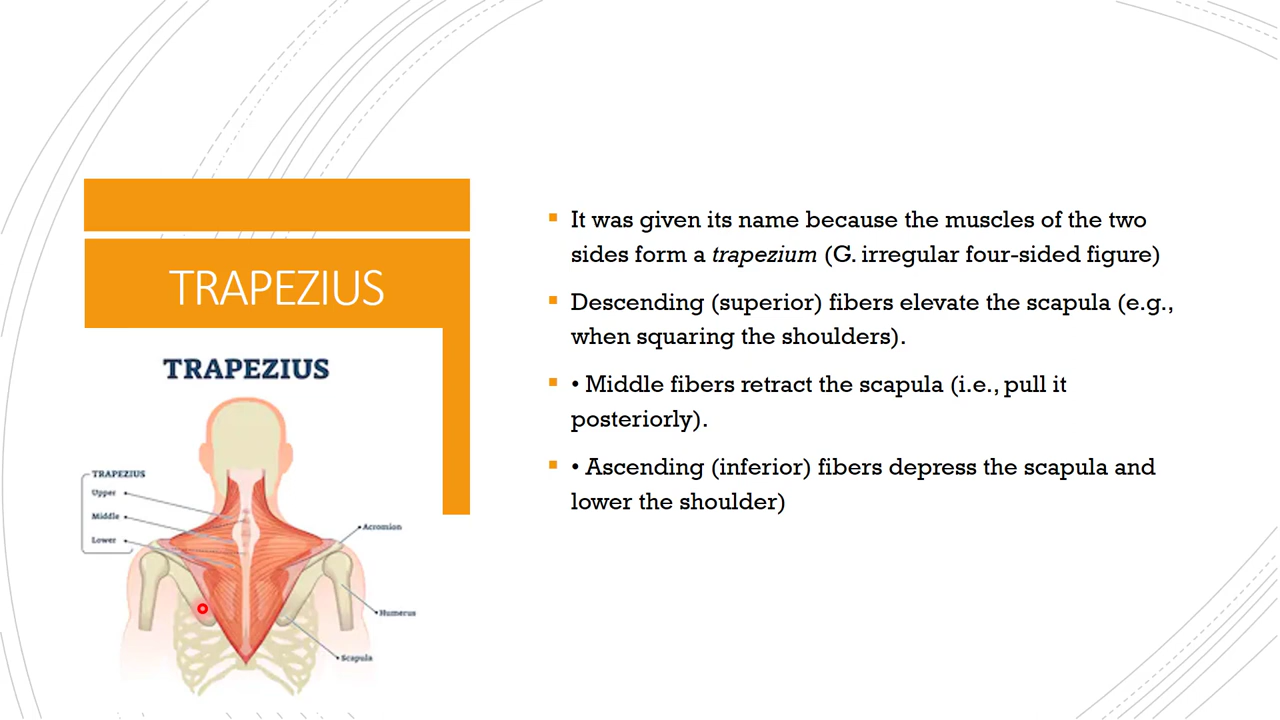 TRAPEZIUS
TRAPEZIUS
TRAPEZIUS
Upper
Middle
Lower
Acromion
Humerus
Scapula
▪ It was given its name because the muscles of the two
sides form a trapezium (G. irregular four-sided figure)
▪ Descending (superior) fibers elevate the scapula (e.g.,
when squaring the shoulders).
▪ • Middle fibers retract the scapula (i.e., pull it
posteriorly).
▪ • Ascending (inferior) fibers depress the scapula and
lower the shoulder)